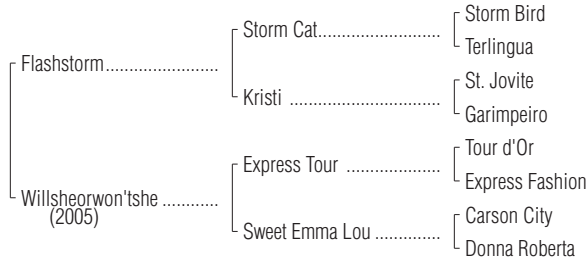 Storm Bird
Storm Cat....................................
Terlingua
Flashstorm.........................
St. Jovite
Kristi .............................................
Garimpeiro
Tour d'Or
Express Tour ............................
Express Fashion
Willsheorwon'tshe ............
(2005)
Carson City
Sweet Emma Lou ...................
Donna Roberta